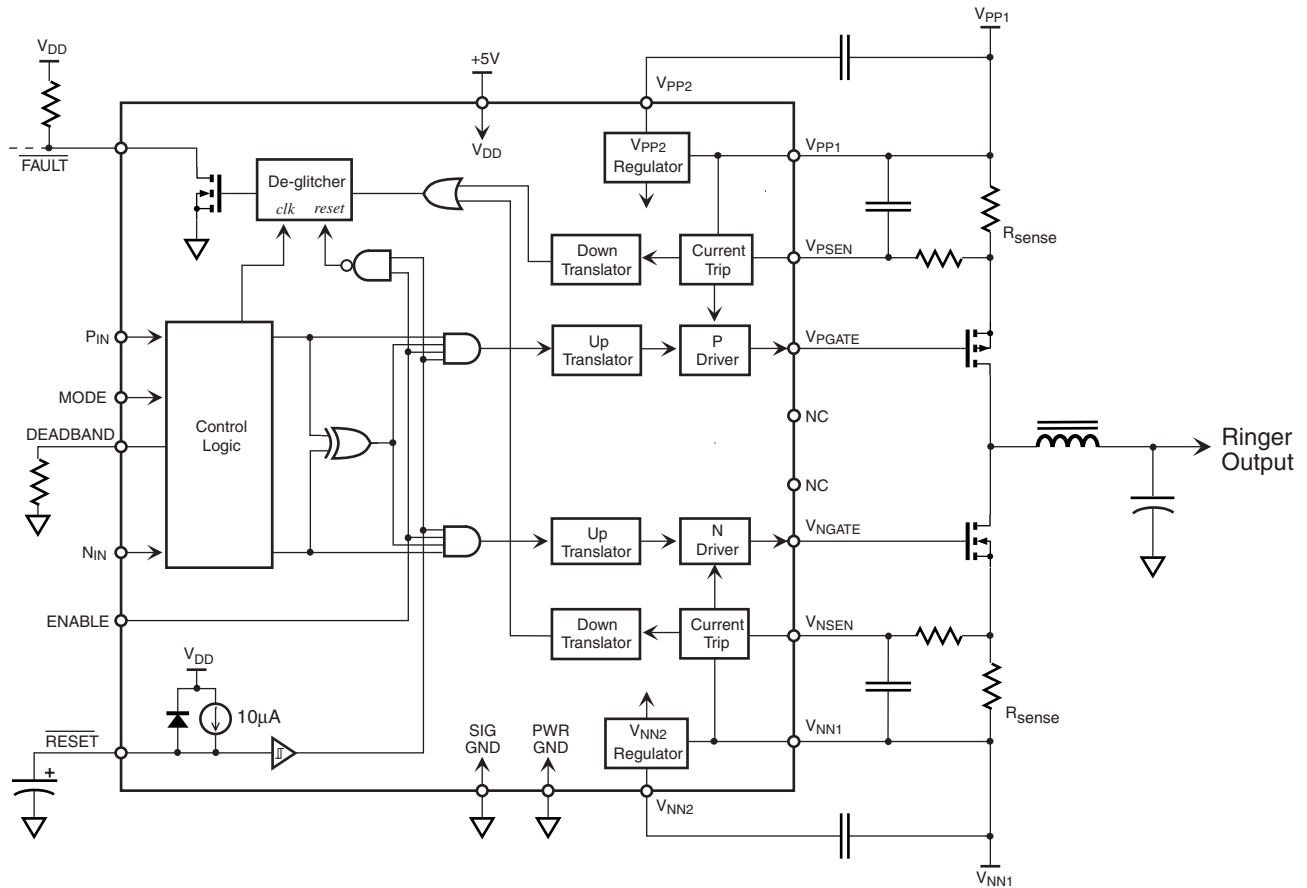 VPP1
VDD
+5V
VPP2
VDD
VPP2
Regulator
VPP1
FAULT
De-glitcher
clk
reset
Rsense
Down
Translator
Current
Trip
VPSEN
PIN
Up
Translator
P
Driver
VPGATE
MODE
NC
Control
Logic
DEADBAND
Ringer
Output
NC
NIN
Up
Translator
N
Driver
VNGATE
ENABLE
Down
Translator
Current
Trip
VNSEN
VDD
10µA
Rsense
RESET
SIG
GND
PWR
GND
VNN2
Regulator
VNN1
VNN2
VNN1